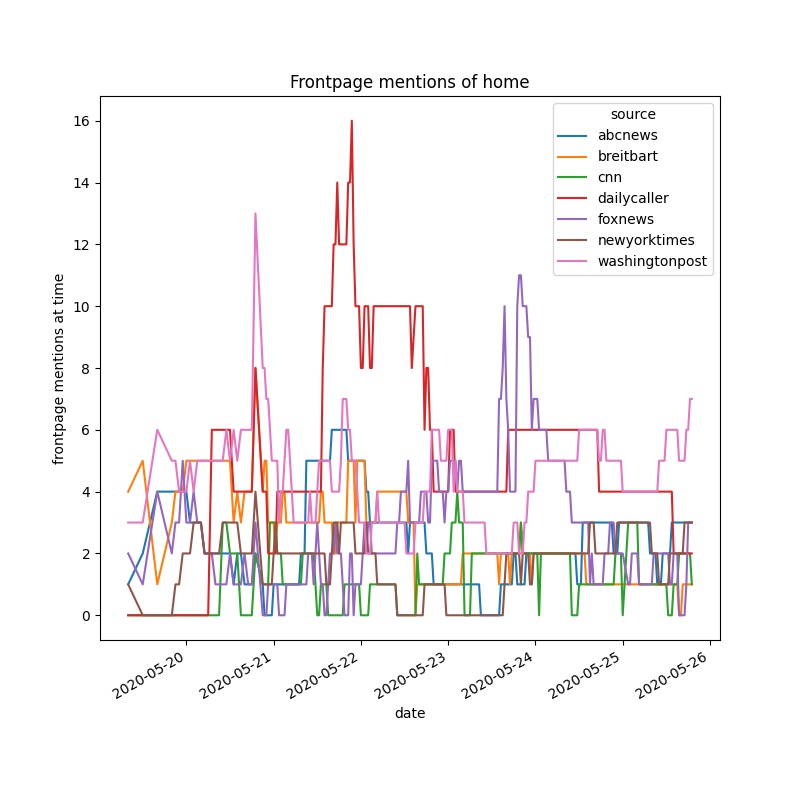 Frontpage mentions of home
source
abcnews
breitbart
cnn
dailycaller
foxnews
newyorktimes
washingtonpost
frontpage mentions at time
16
14
12
10
8
6
4
2
0
2020-05-20
2020-05-21
2020-05-22
2020-05-23
2020-05-24
2020-05-25
2020-05-26
date